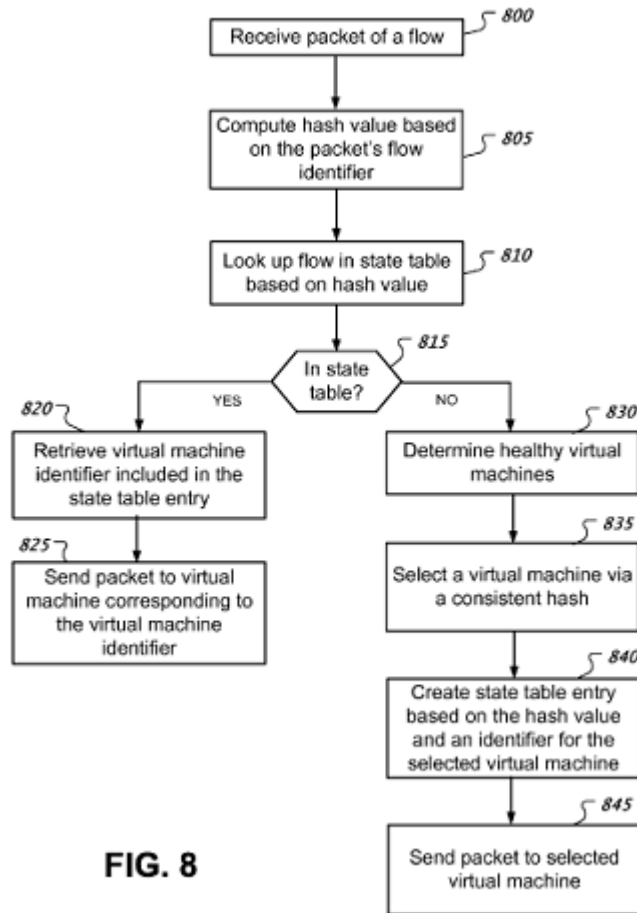 800
Receive packet of a flow
Compute hash value based
on the packet's flow
identifier
805
Look up flow in state table
based on hash value
810
815
In state
table?
YES
NO
820
Retrieve virtual machine
identifier included in the
state table entry
825
Send packet to virtual
machine corresponding to
the virtual machine
identifier
830
Determine healthy virtual
machines
835
Select a virtual machine via
a consistent hash
840
Create state table entry
based on the hash value
and an identifier for the
selected virtual machine
845
Send packet to selected
virtual machine
FIG. 8